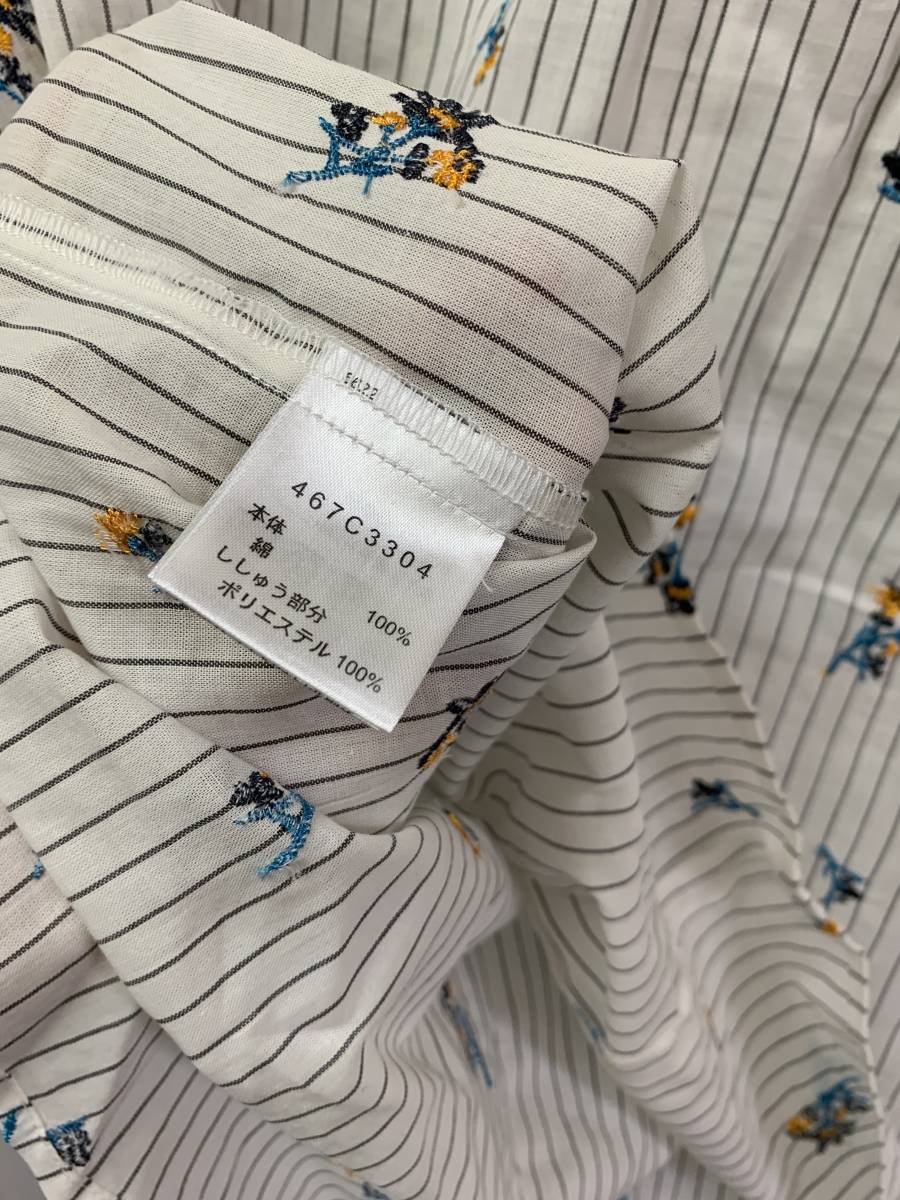 467C3304
本体
綿 100%
ししゅう部分
ポリエステル 100%